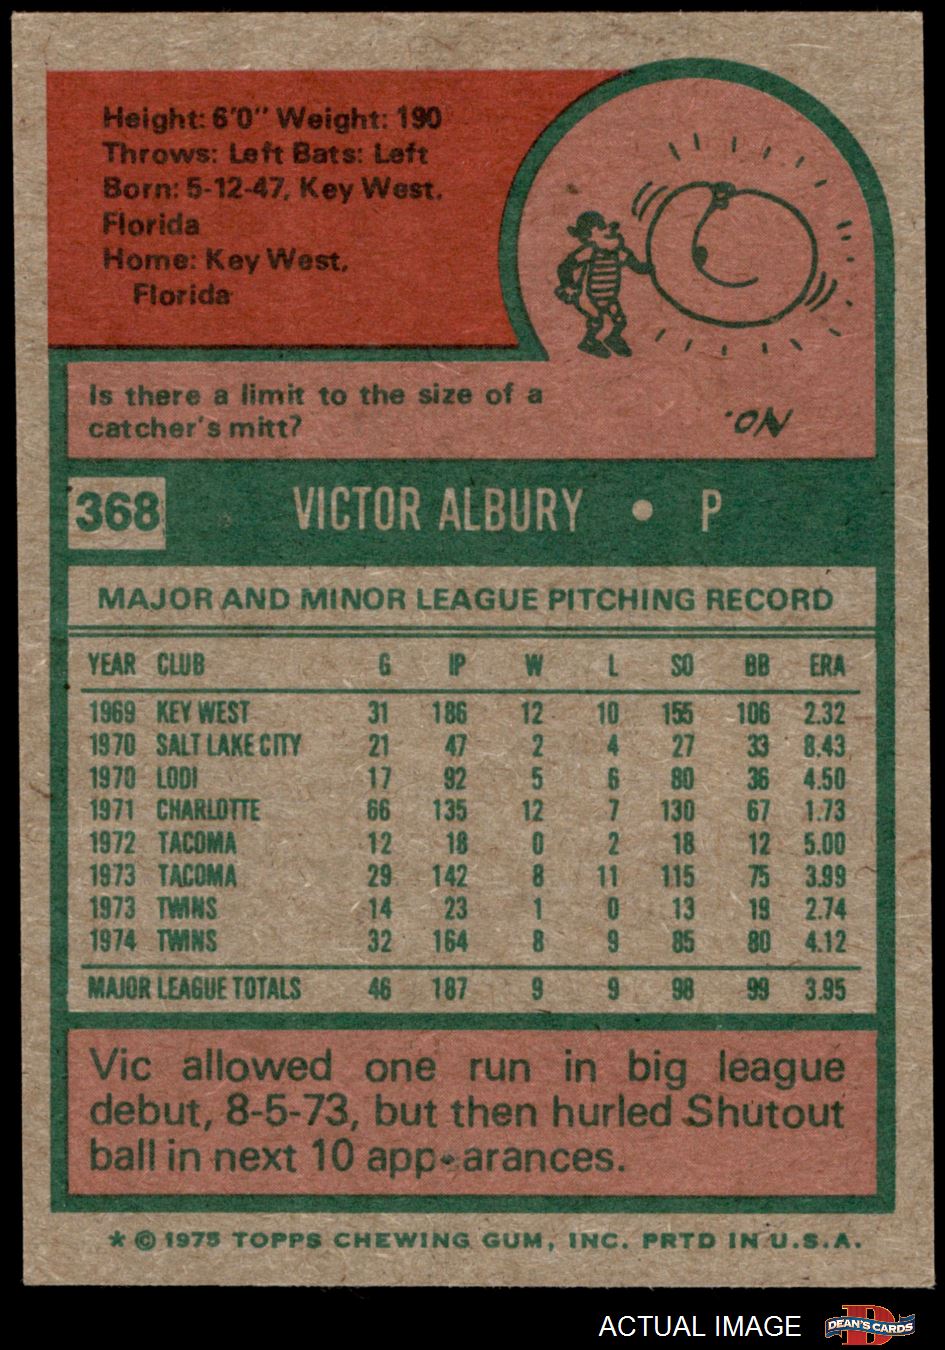 Height: 6'0" Weight: 190
Throws: Left Bats: Left
Born: 5-12-47, Key West,
Florida
Home: Key West,
Florida
Is there a limit to the size of a
catcher's mitt?
NO.
368 VICTOR ALBURY • P
MAJOR AND MINOR LEAGUE PITCHING RECORD
YEAR CLUB G IP W L SO BB ERA
1969 KEY WEST 31 186 12 10 155 106 2.32
1970 SALT LAKE CITY 21 47 2 4 27 33 8.43
1970 LODI 17 92 5 6 80 36 4.50
1971 CHARLOTTE 66 135 12 7 130 67 1.73
1972 TACOMA 12 18 0 2 18 12 5.00
1973 TACOMA 29 142 8 11 115 75 3.99
1973 TWINS 14 23 1 0 13 19 2.74
1974 TWINS 32 164 8 9 85 80 4.12
MAJOR LEAGUE TOTALS 46 187 9 9 98 99 3.95
Vic allowed one run in big league
debut, 8-5-73, but then hurled Shutout
ball in next 10 appearances.
* © 1975 TOPPS CHEWING GUM, INC. PRTD IN U.S.A.
ACTUAL IMAGE D DEAN'S CARDS